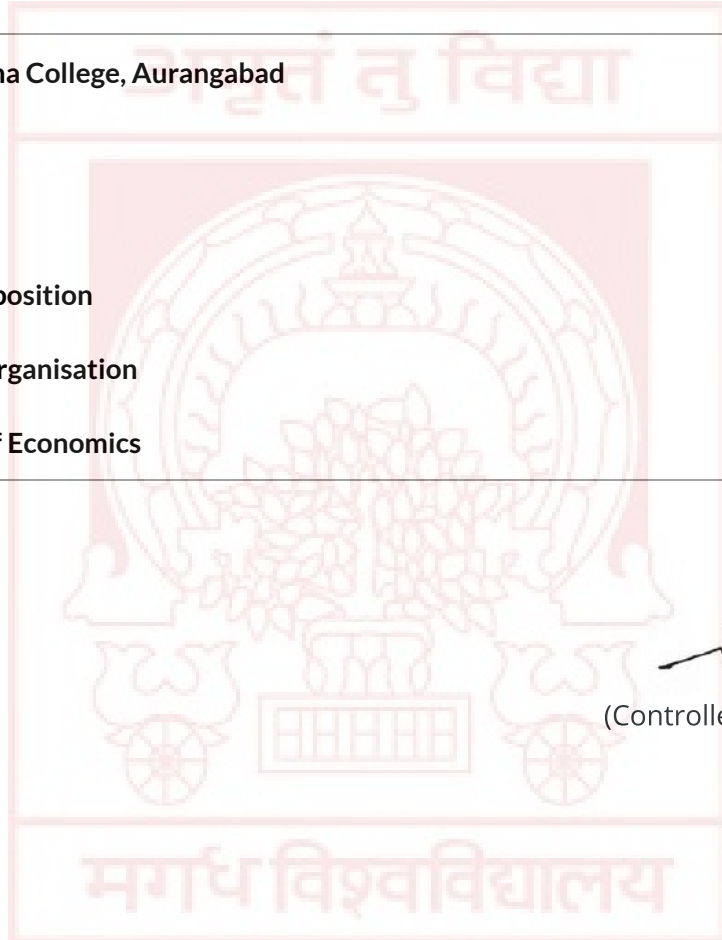 अमृतं तु विद्या
na College, Aurangabad
position
rganisation
f Economics
(Controlle
मगध विश्वविद्यालय